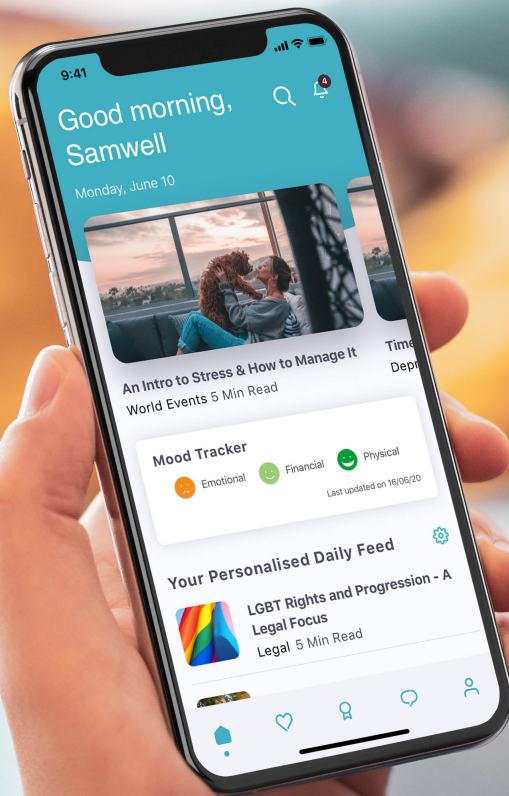 9:41
Good morning,
Samwell
4
Monday, June 10
An Intro to Stress & How to Manage It
World Events 5 Min Read
Time
Depr
Mood Tracker
Emotional
Financial
Physical
Last updated on 16/06/20
Your Personalised Daily Feed
LGBT Rights and Progression - A
Legal Focus
Legal 5 Min Read